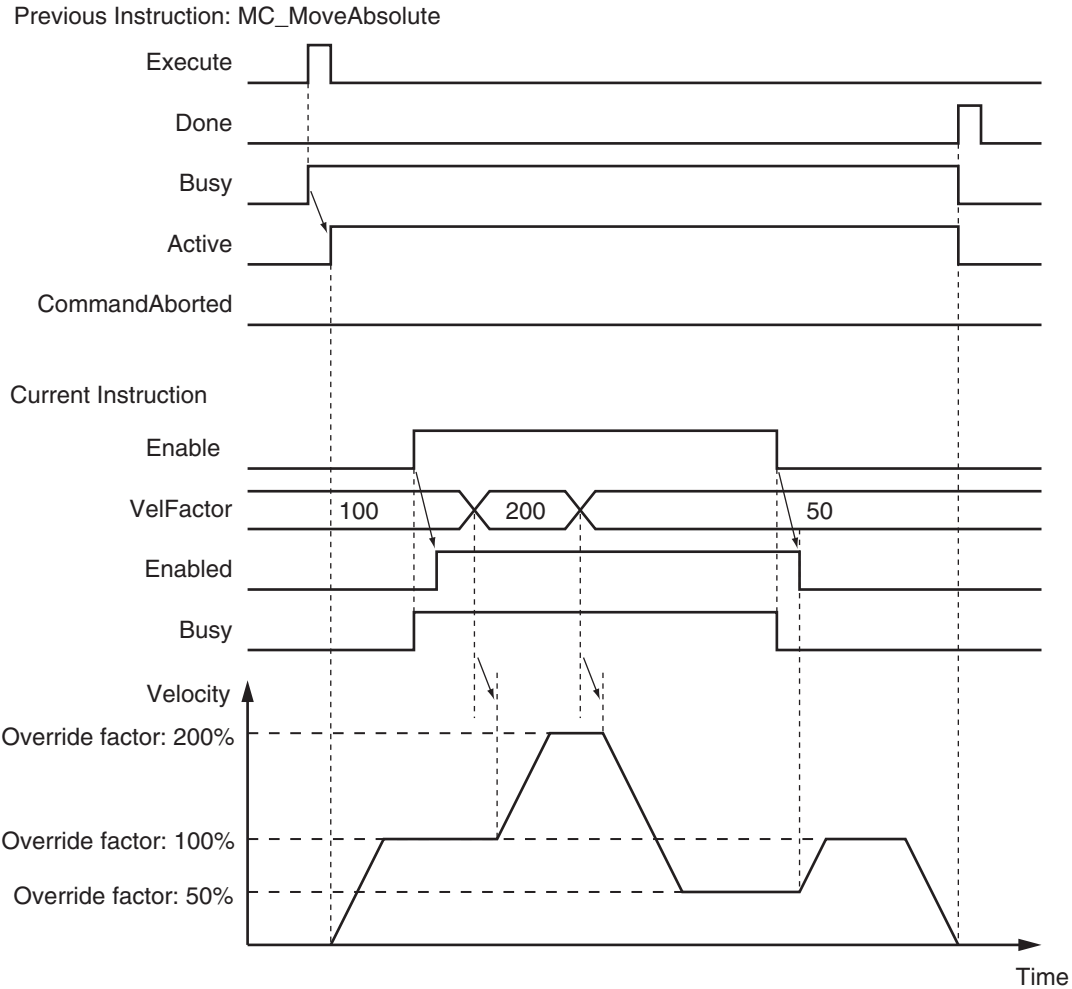 Previous Instruction: MC_MoveAbsolute
Execute
Done
Busy
Active
CommandAborted
Current Instruction
Enable
VelFactor
100
200
50
Enabled
Busy
Velocity
Override factor: 200%
Override factor: 100%
Override factor: 50%
Time